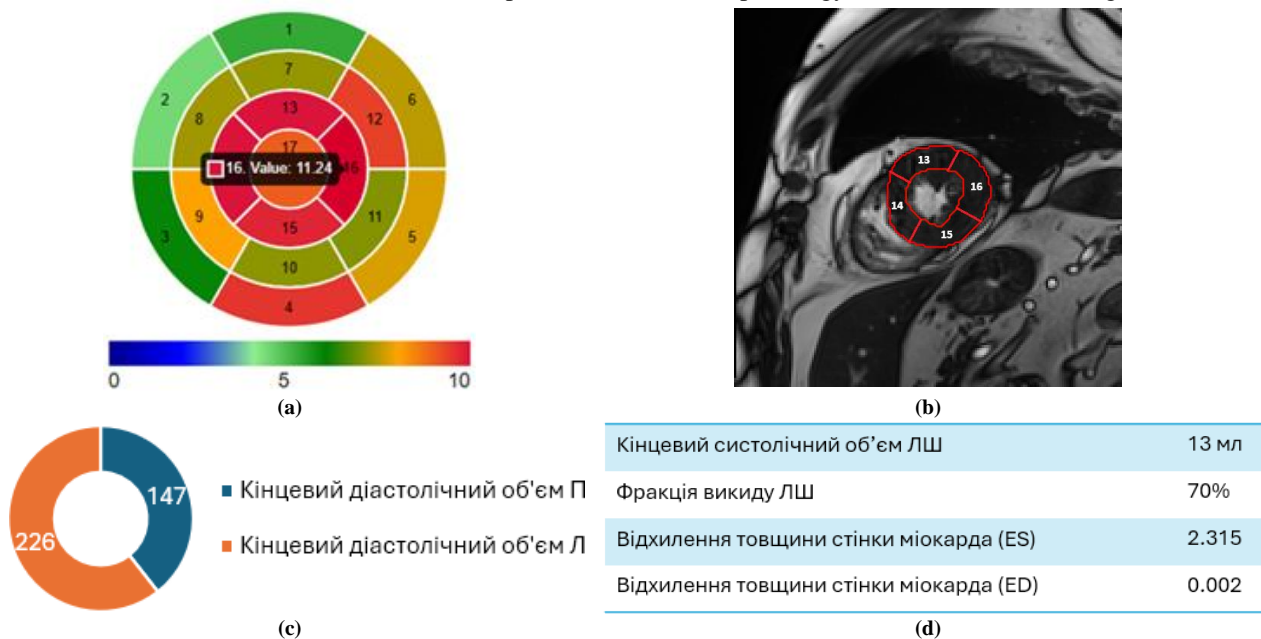 1
2
7
6
8
13
12
17
16. Value: 11.24
16
9
15
11
3
10
5
4
0
5
10
(a)
13
16
14
15
(b)
147
226
Кінцевий діастолічний об'єм П
Кінцевий діастолічний об'єм Л
(c)
Кінцевий систолічний об’єм ЛШ 13 мл
Фракція викиду ЛШ 70%
Відхилення товщини стінки міокарда (ES) 2.315
Відхилення товщини стінки міокарда (ED) 0.002
(d)